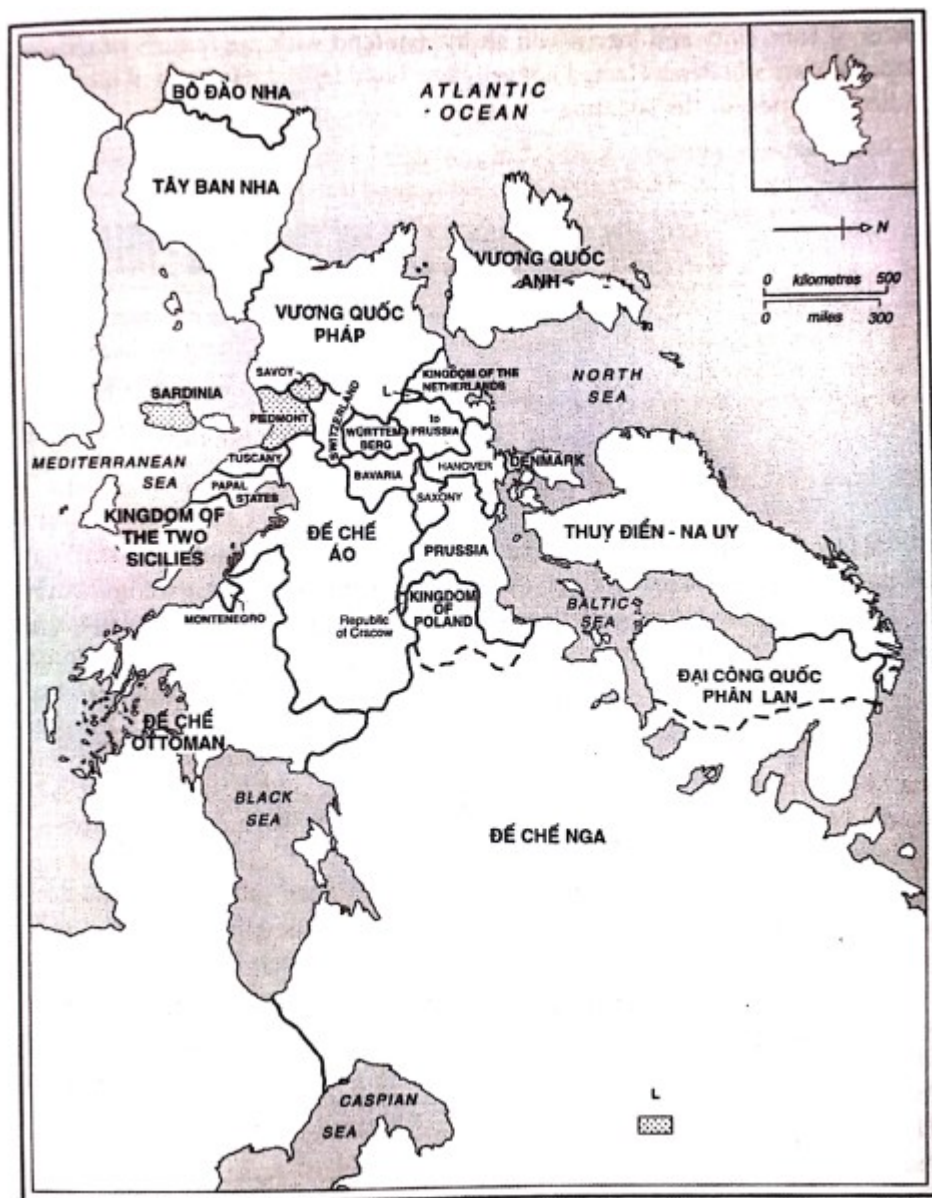 BỒ ĐÀO NHA
ATLANTIC
OCEAN
TÂY BAN NHA
N
VƯƠNG QUỐC
ANH
0 kilometres 500
0 miles 300
VƯƠNG QUỐC
PHÁP
SAVOY
L
KINGDOM OF THE
NETHERLANDS
NORTH
SEA
SARDINIA
PIEDMONT
SWITZERLAND
WÜRTTEM-
BERG
to
PRUSSIA
TUSCANY
BAVARIA
HANOVER
DENMARK
MEDITERRANEAN
SEA
PAPAL
STATES
SAXONY
KINGDOM OF
THE TWO
SICILIES
ĐẾ CHẾ
ÁO
PRUSSIA
THUỴ ĐIỂN - NA UY
MONTENEGRO
Republic
of Cracow
KINGDOM
OF
POLAND
BALTIC
SEA
ĐẠI CÔNG QUỐC
PHÂN LAN
ĐẾ CHẾ
OTTOMAN
BLACK
SEA
ĐẾ CHẾ NGA
CASPIAN
SEA
L